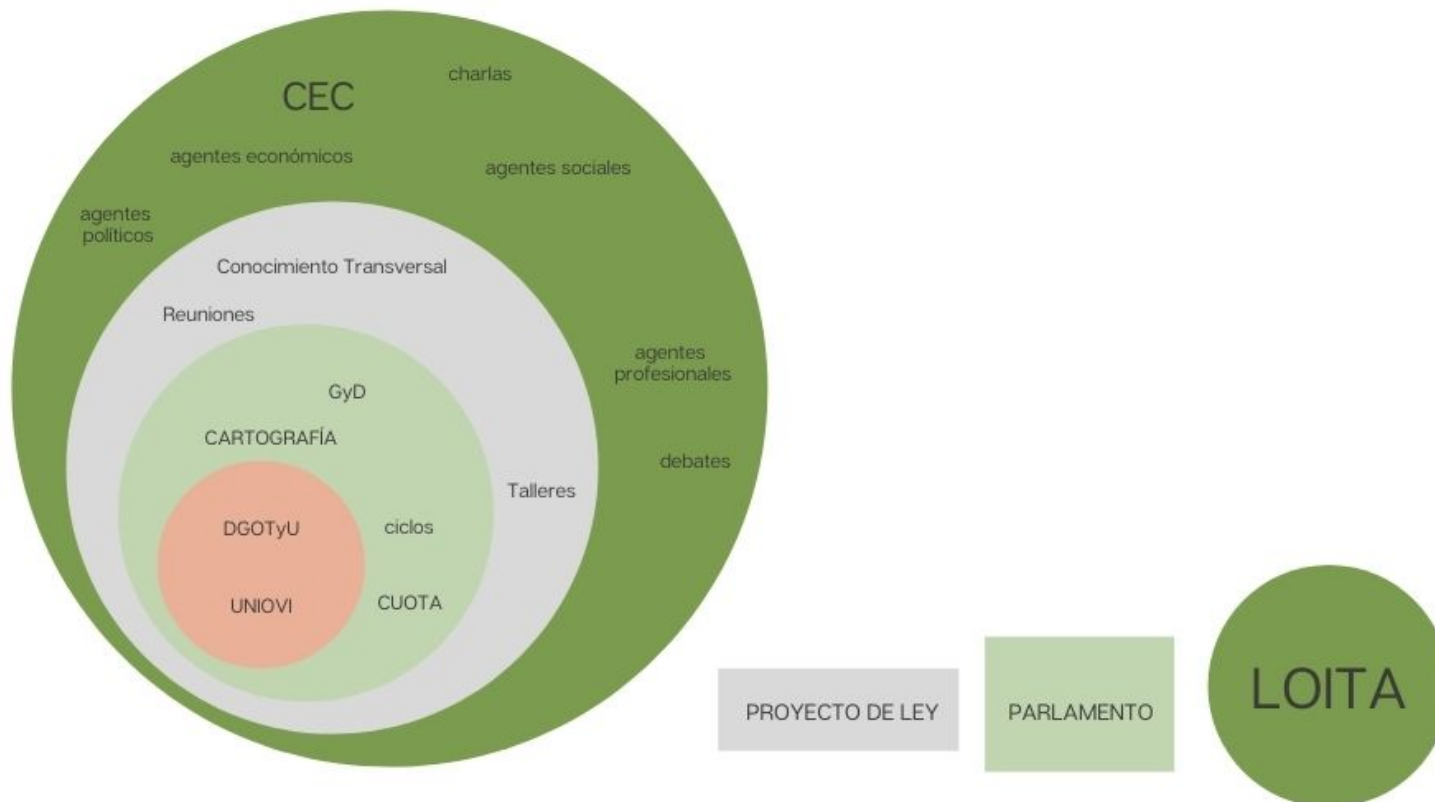 charlas
CEC
agentes económicos
agentes sociales
agentes
políticos
Conocimiento Transversal
Reuniones
agentes
profesionales
GyD
CARTOGRAFÍA
debates
Talleres
DGOTyU
ciclos
UNIOVI
CUOTA
PROYECTO DE LEY
PARLAMENTO
LOITA